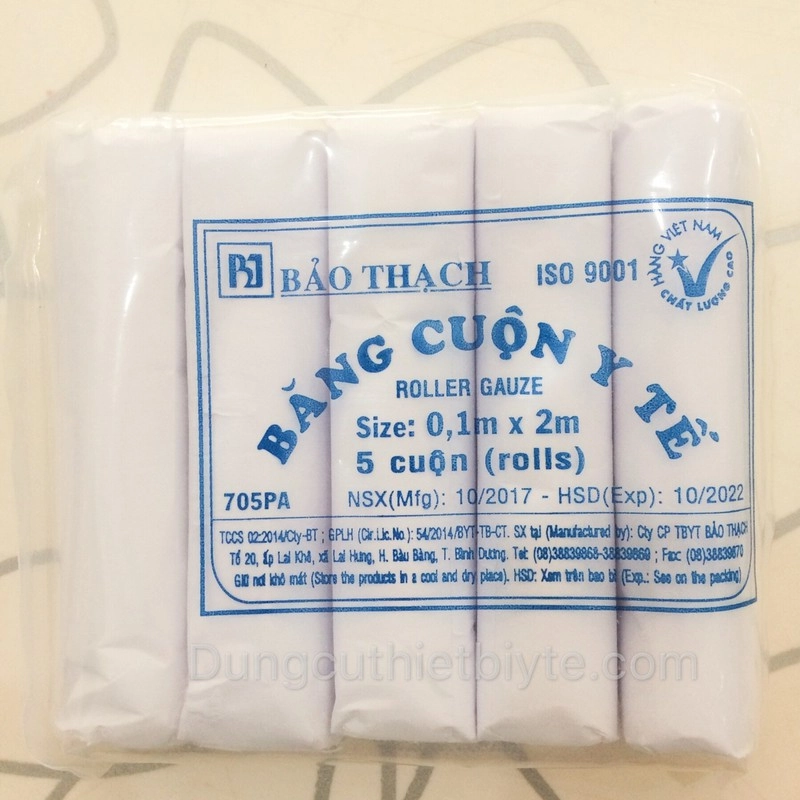 BẢO THẠCH ISO 9001
HÀNG VIỆT NAM
CHẤT LƯỢNG CAO
BĂNG CUỘN Y TẾ
ROLLER GAUZE
Size: 0,1m x 2m
5 cuộn (rolls)
705PA NSX(Mfg): 10/2017 - HSD(Exp): 10/2022
TCCS 02:2014/Cty-BT ; GPLH (Cir.Lic.No.): 54/2014/BYT-TB-CT. SX tại (Manufactured by): Cty CP TBYT BẢO THẠCH
Tổ 20, ấp Lai Khê, xã Lai Hưng, H. Bàu Bàng, T. Bình Dương. Tel: (08)38839868-38839869 ; Fax: (08)38839870
Giữ nơi khô mát (Store the products in a cool and dry place). HSD: Xem trên bao bì (Exp.: See on the packing)
Dungcuthietbiyte.com